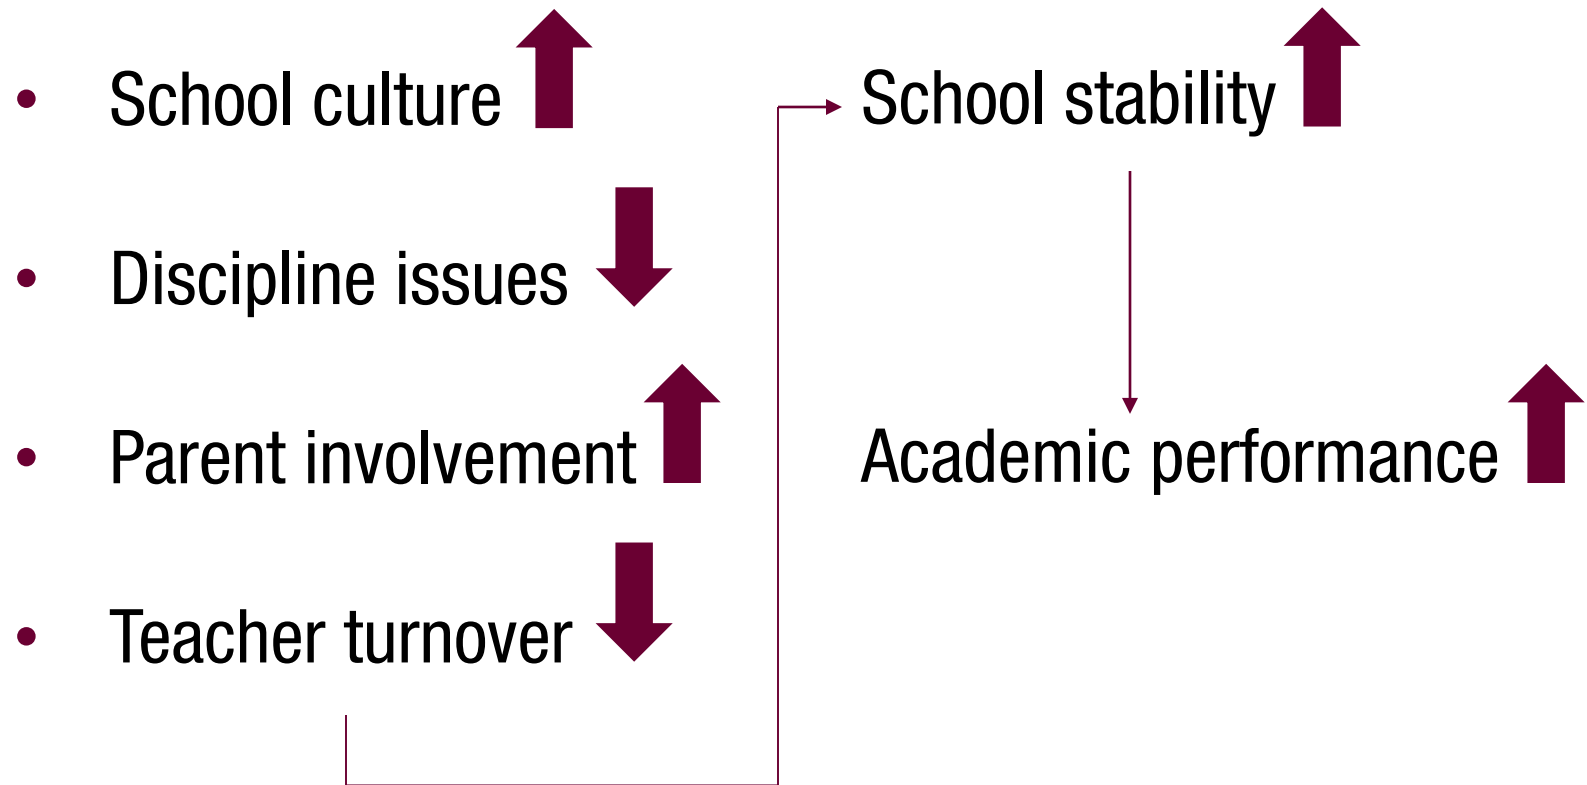 • School culture
• Discipline issues
• Parent involvement
• Teacher turnover
School stability
Academic performance